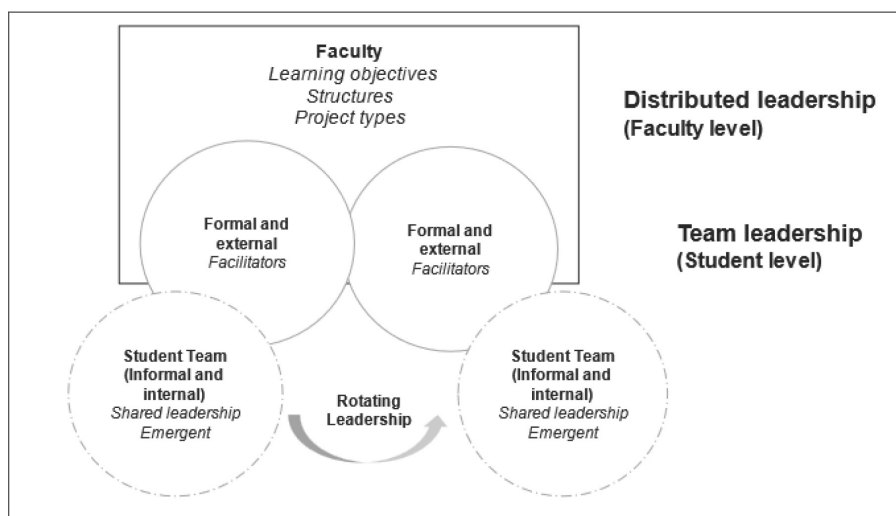 Faculty
Learning objectives
Structures
Project types
Distributed leadership
(Faculty level)
Formal and
external
Facilitators
Formal and
external
Facilitators
Team leadership
(Student level)
Student Team
(Informal and
internal)
Shared leadership
Emergent
Rotating
Leadership
Student Team
(Informal and
internal)
Shared leadership
Emergent